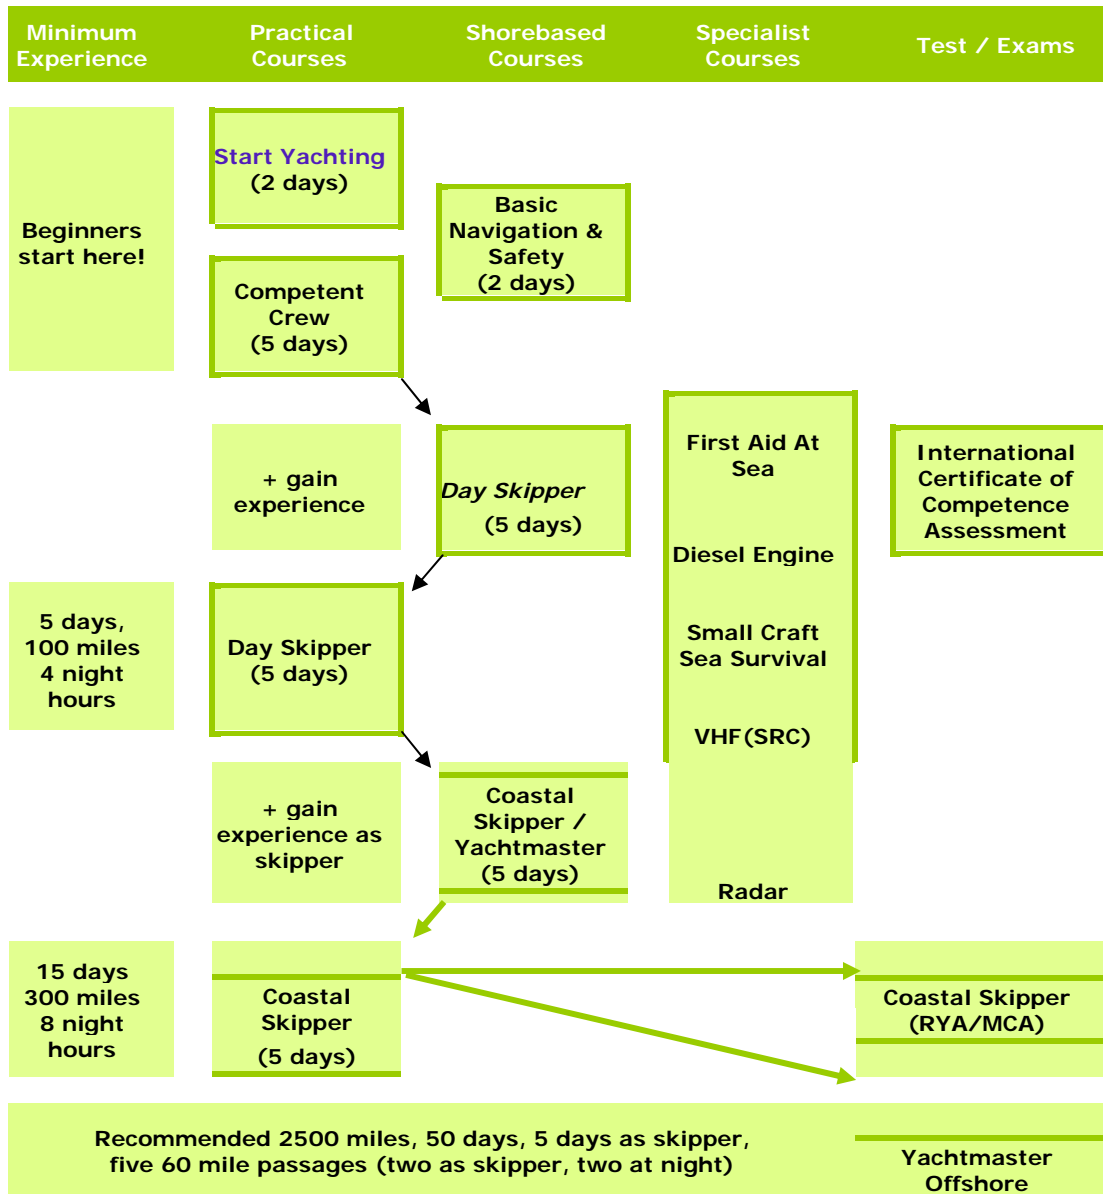 Minimum
Experience
Practical
Courses
Shorebased
Courses
Specialist
Courses
Test / Exams
Beginners
start here!
Start Yachting
(2 days)
Basic
Navigation &
Safety
(2 days)
Competent
Crew
(5 days)
+ gain
experience
Day Skipper
(5 days)
First Aid At
Sea
Diesel Engine
Small Craft
Sea Survival
VHF(SRC)
Radar
International
Certificate of
Competence
Assessment
5 days,
100 miles
4 night
hours
Day Skipper
(5 days)
+ gain
experience as
skipper
Coastal
Skipper /
Yachtmaster
(5 days)
15 days
300 miles
8 night
hours
Coastal
Skipper
(5 days)
Coastal Skipper
(RYA/MCA)
Recommended 2500 miles, 50 days, 5 days as skipper,
five 60 mile passages (two as skipper, two at night)
Yachtmaster
Offshore